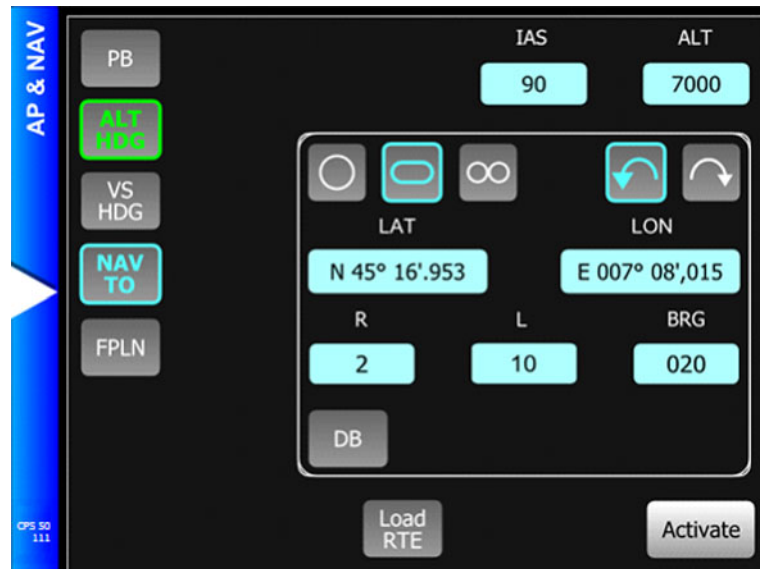 AP & NAV
PB
IAS
ALT
90
7000
ALT
HDG
VS
HDG
LAT
LON
NAV
TO
N 45° 16'.953
E 007° 08',015
R
L
BRG
FPLN
2
10
020
DB
CPS 50
111
Load
RTE
Activate